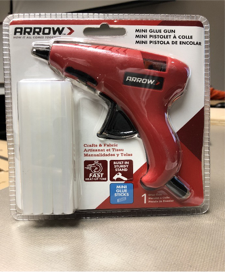 ARROW
MINI GLUE GUN
MINI PISTOLET À COLLE
MINI PISTOLA DE ENCOLAR
ARROW
Crafts & Fabric
Artisanat et Tissu
Manualidades y Telas
FAST
BUILT-IN
STURDY
STAND
MINI
GLUE
STICKS
1